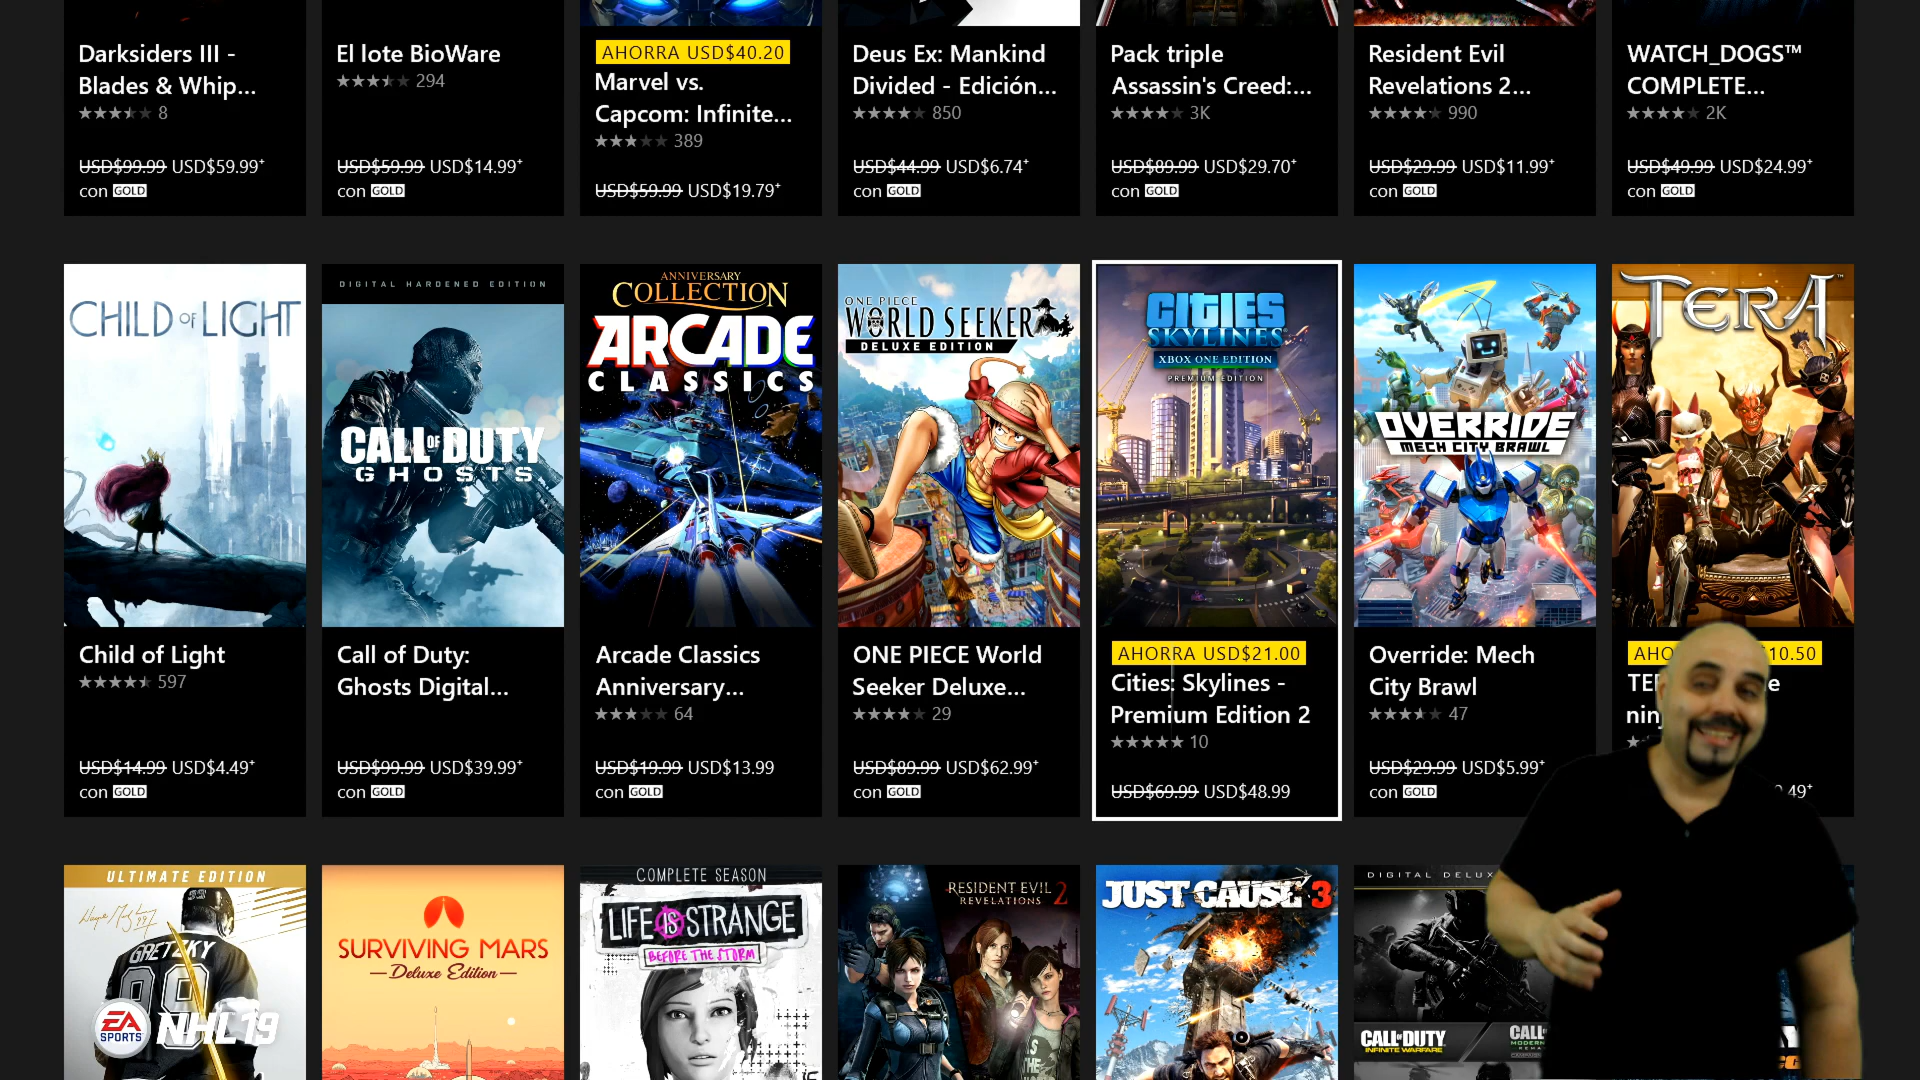 Darksiders III -
Blades & Whip...
8
USD$99.99 USD$59.99+
con GOLD
El lote BioWare
294
USD$59.99 USD$14.99+
con GOLD
AHORRA USD$40.20
Marvel vs.
Capcom: Infinite...
389
USD$59.99 USD$19.79+
Deus Ex: Mankind
Divided - Edición...
850
USD$44.99 USD$6.74+
con GOLD
Pack triple
Assassin's Creed:...
3K
USD$89.99 USD$29.70+
con GOLD
Resident Evil
Revelations 2...
990
USD$29.99 USD$11.99+
con GOLD
WATCH_DOGS™
COMPLETE...
2K
USD$49.99 USD$24.99+
con GOLD
CHILD OF LIGHT
Child of Light
597
USD$14.99 USD$4.49+
con GOLD
DIGITAL HARDENED EDITION
CALL OF DUTY
GHOSTS
Call of Duty:
Ghosts Digital...
USD$99.99 USD$39.99+
con GOLD
ANNIVERSARY
COLLECTION
ARCADE
CLASSICS
Arcade Classics
Anniversary...
64
USD$19.99 USD$13.99
con GOLD
ONE PIECE
WORLD SEEKER
DELUXE EDITION
ONE PIECE World
Seeker Deluxe...
29
USD$89.99 USD$62.99+
con GOLD
CITIES
SKYLINES
XBOX ONE EDITION
PREMIUM EDITION
AHORRA USD$21.00
Cities: Skylines -
Premium Edition 2
10
USD$69.99 USD$48.99
OVERRIDE
MECH CITY BRAWL
Override: Mech
City Brawl
47
USD$29.99 USD$5.99+
con GOLD
TERA™
ULTIMATE EDITION
GRETZKY
99
EA
SPORTS
NHL19
SURVIVING MARS
Deluxe Edition
COMPLETE SEASON
LIFE IS STRANGE
BEFORE THE STORM
RESIDENT EVIL
REVELATIONS 2
JUST CAUSE 3
DIGITAL
CALL OF DUTY
INFINITE WARFARE